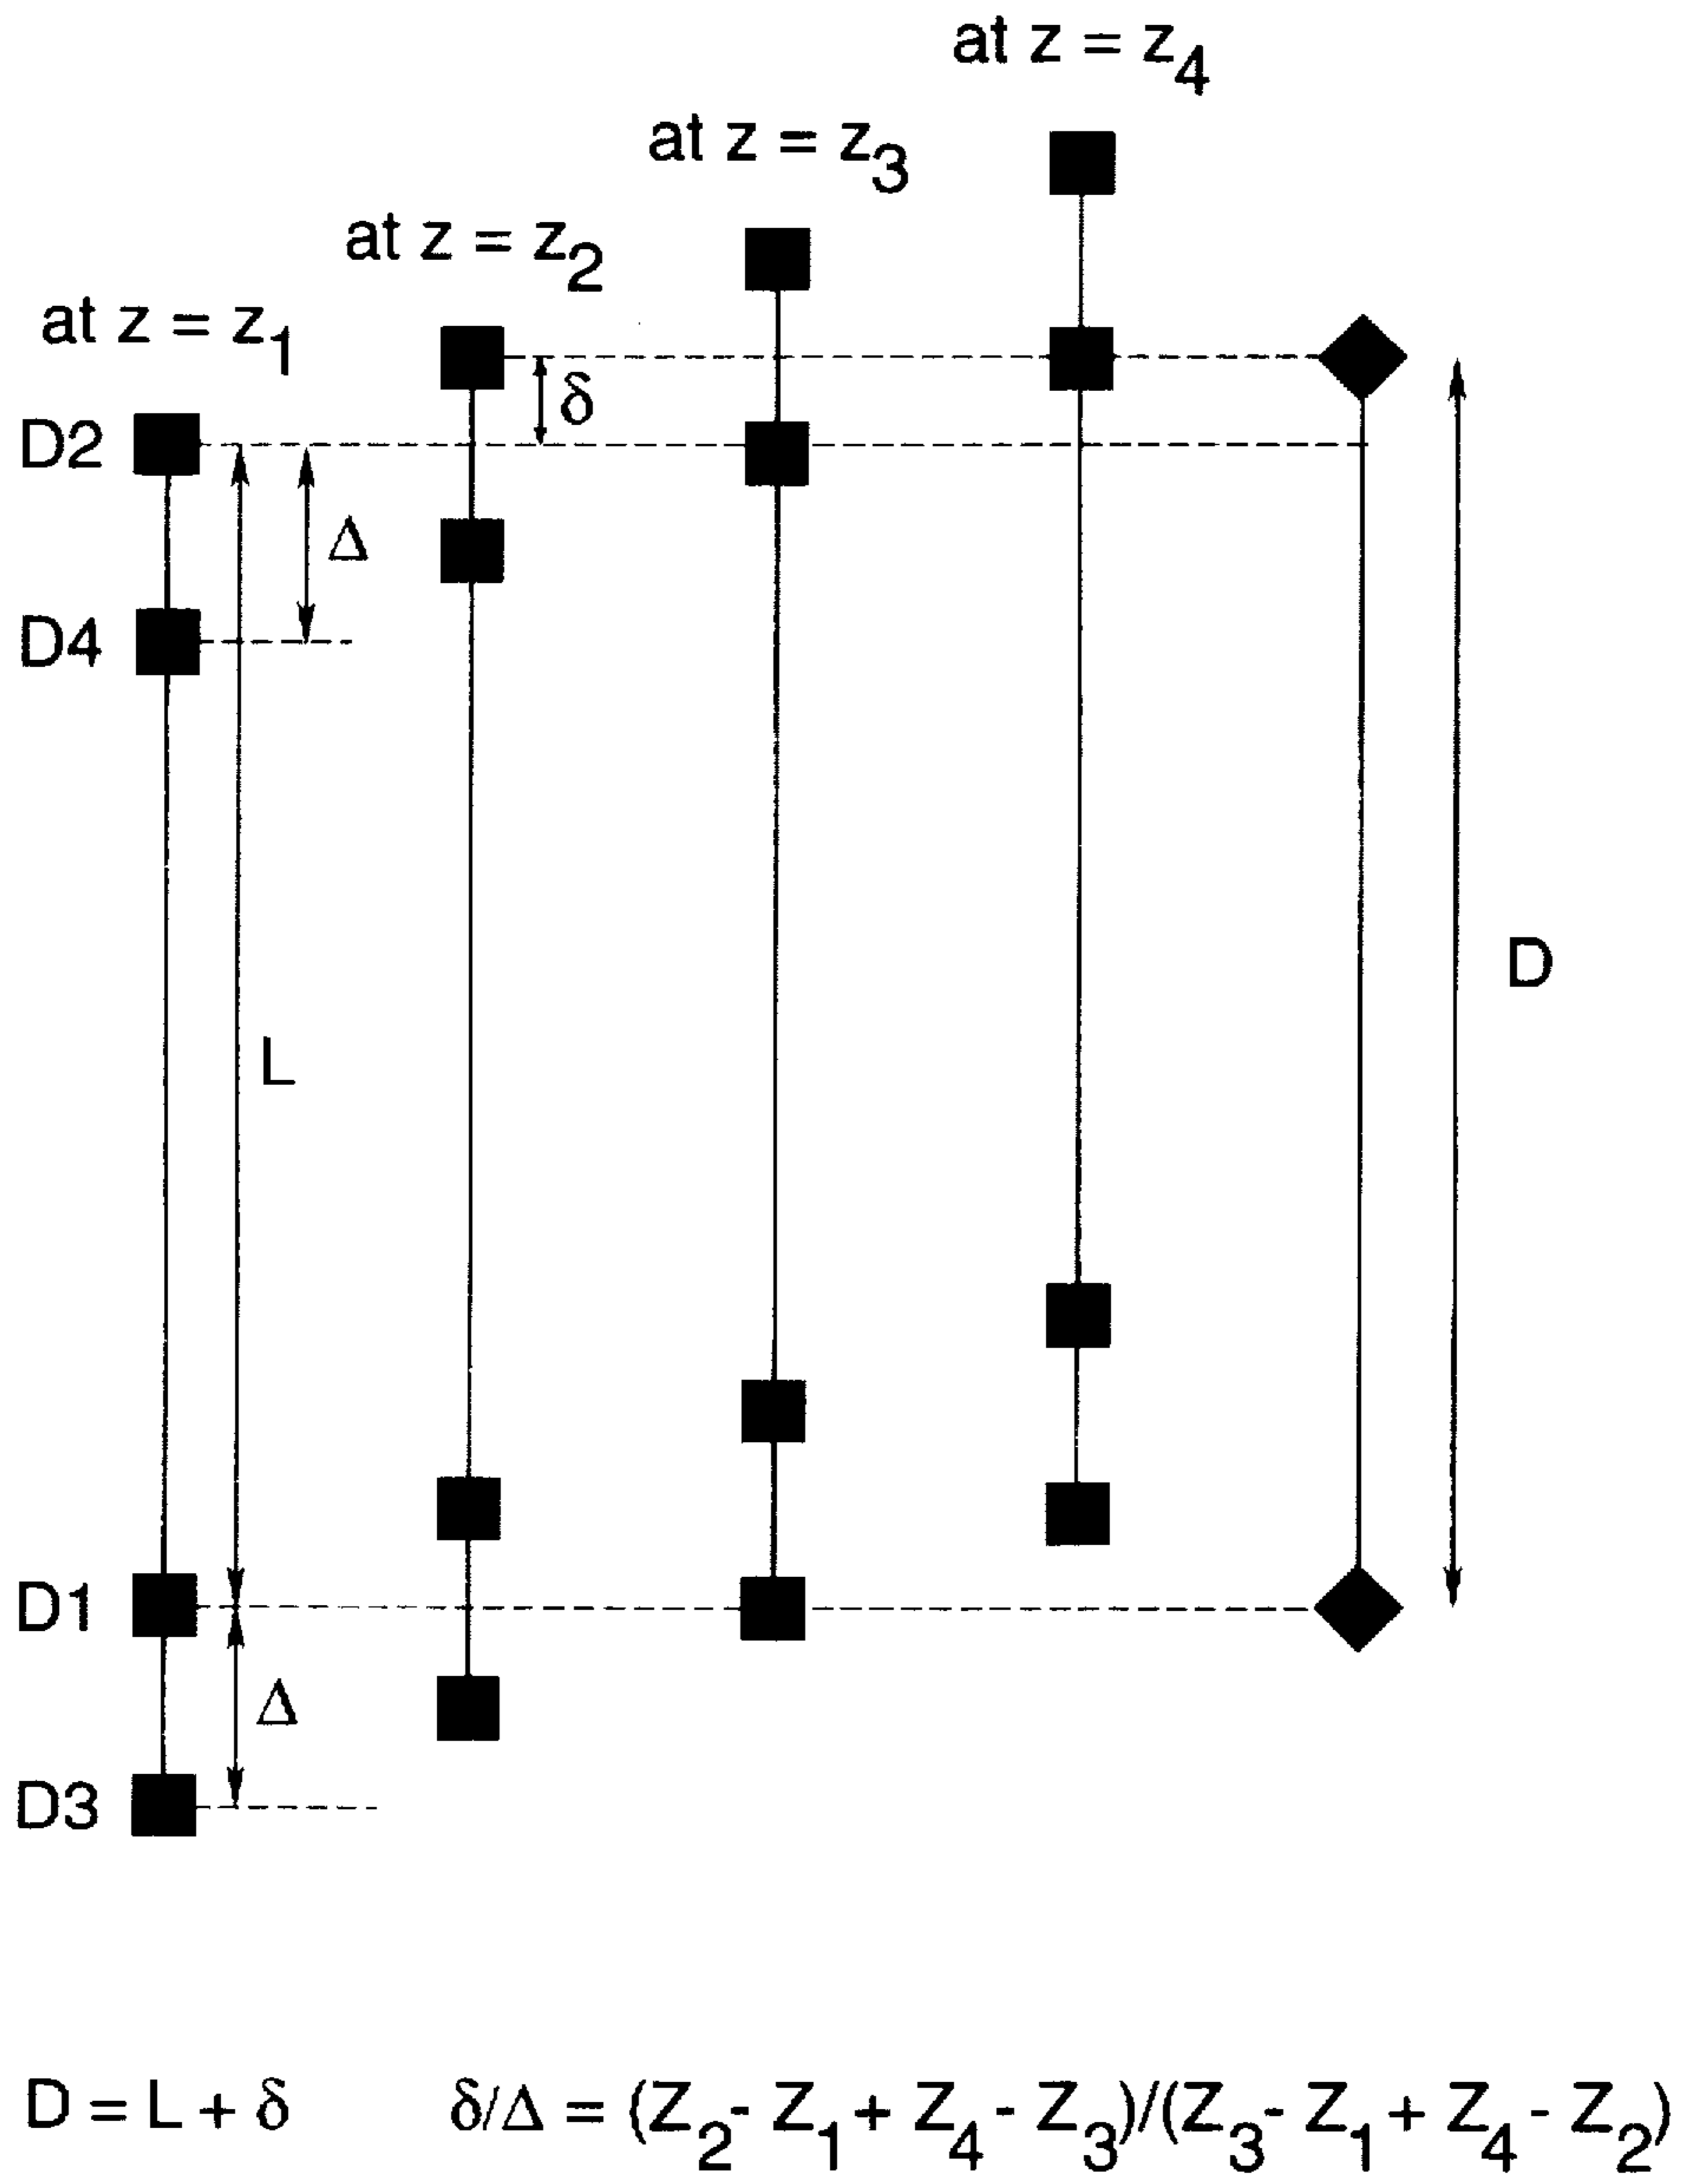 at z = z₄
at z = z₃
at z = z₂
at z = z₁
δ
D2
Δ
D4
D
L
D1
Δ
D3
D = L + δ δ/Δ = (Z₂- Z₁ + Z₄ - Z₃)/(Z₃- Z₁ + Z₄ - Z₂)